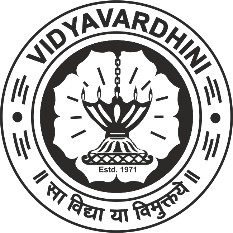 VIDYAVARDHINI
Estd. 1971
॥ सा विद्या या विमुक्तये ॥